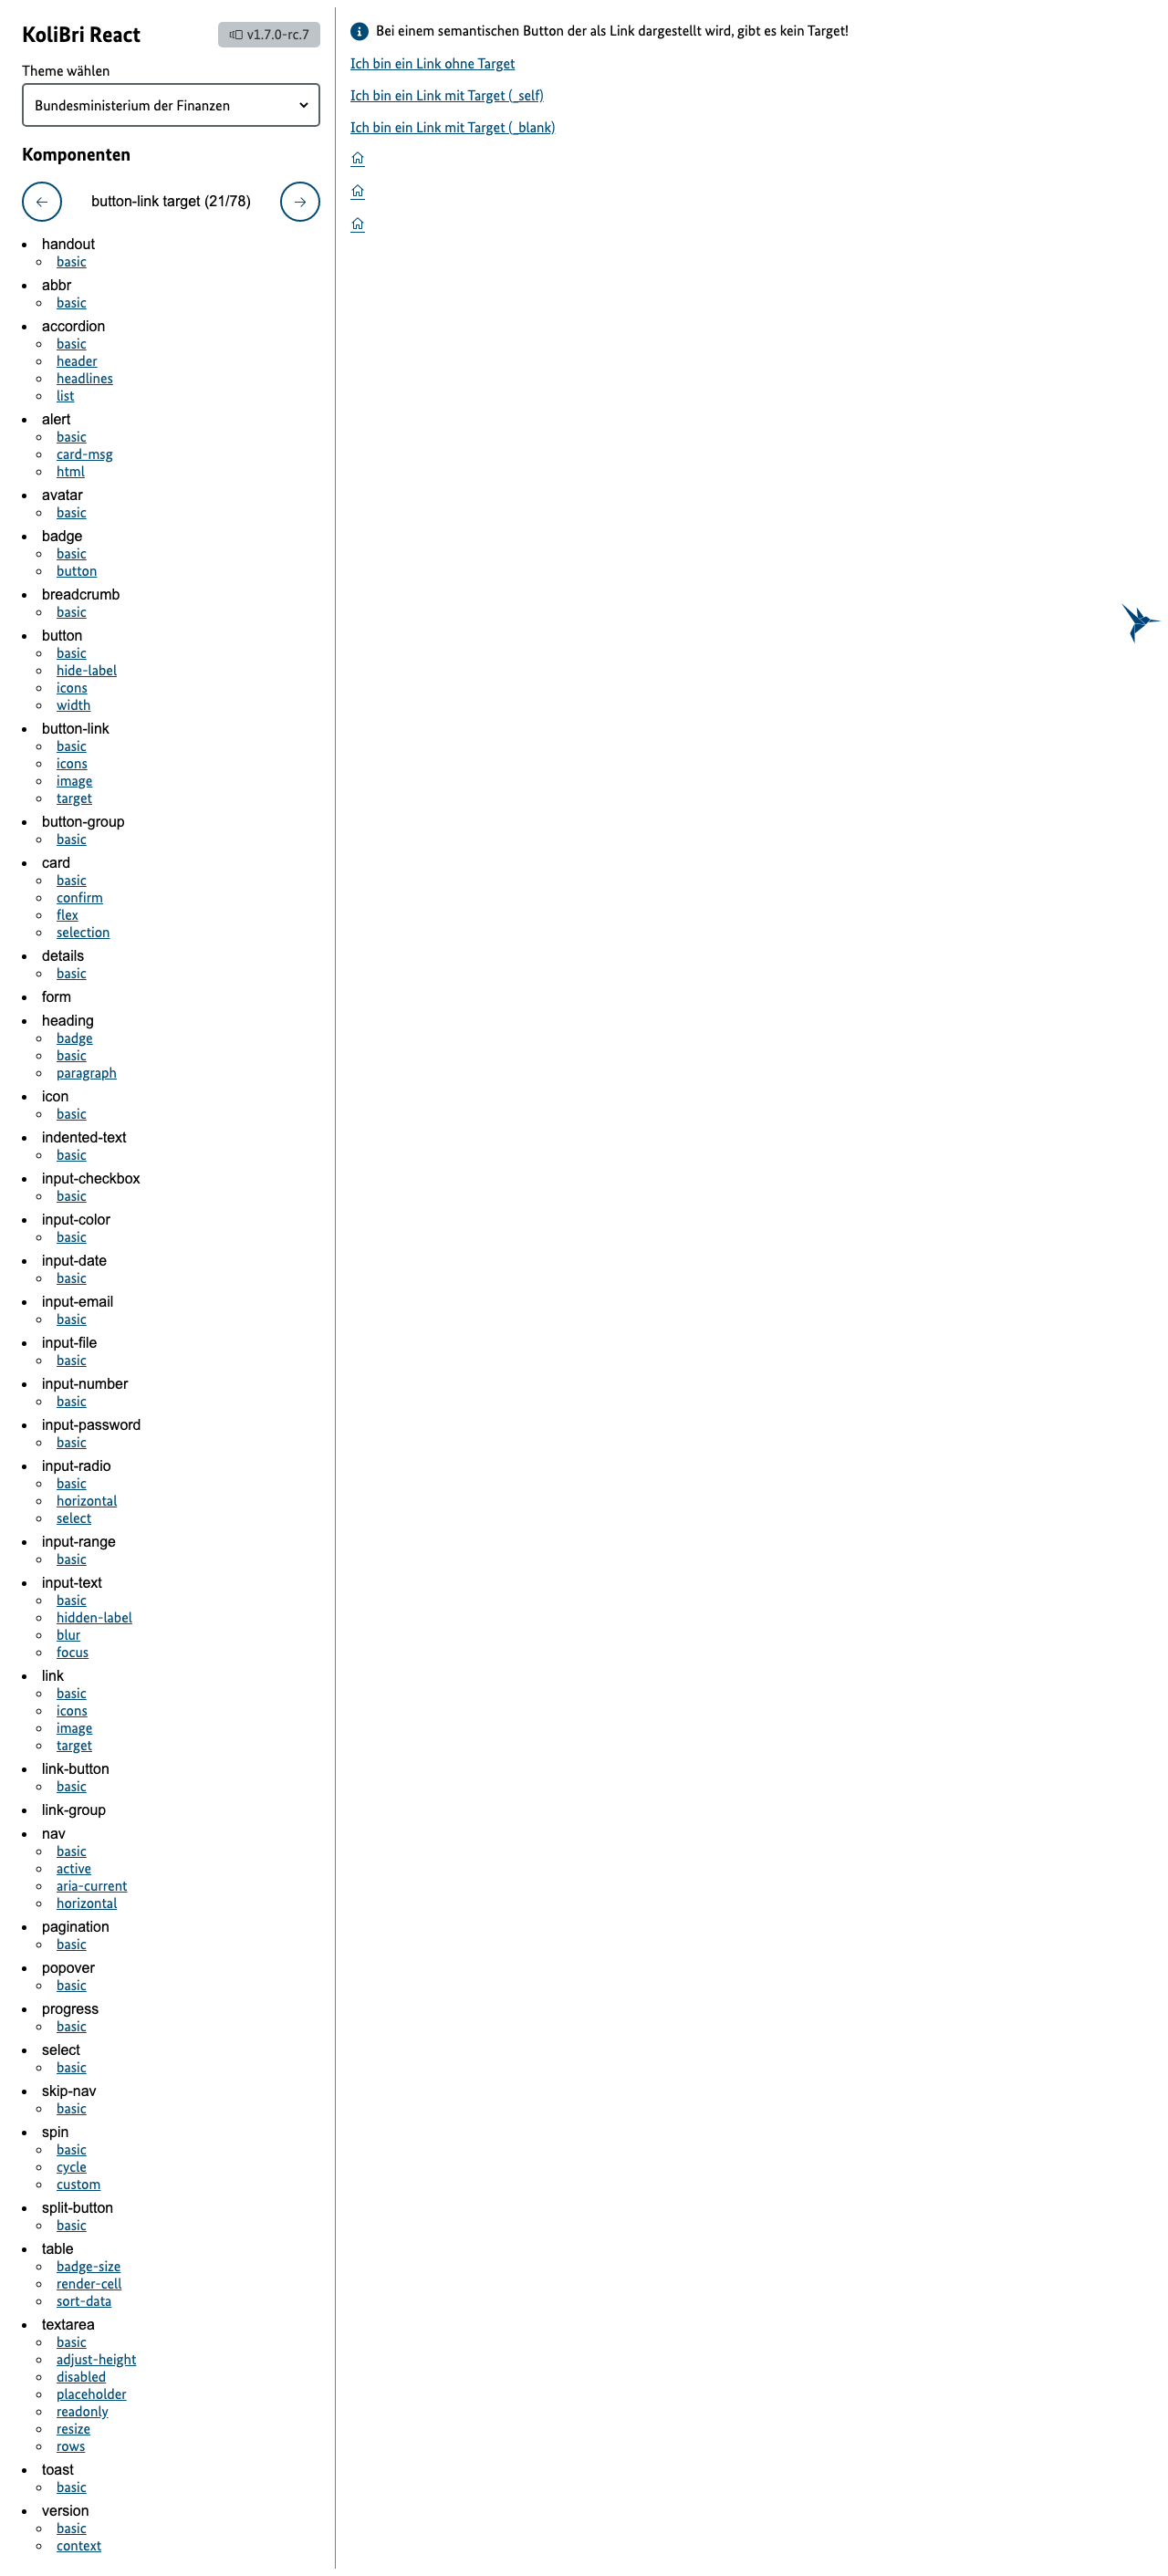 KoliBri React
v1.7.0-rc.7
Theme wählen
Bundesministerium der Finanzen
Komponenten
button-link target (21/78)
handout
basic
abbr
basic
accordion
basic
header
headlines
list
alert
basic
card-msg
html
avatar
basic
badge
basic
button
breadcrumb
basic
button
basic
hide-label
icons
width
button-link
basic
icons
image
target
button-group
basic
card
basic
confirm
flex
selection
details
basic
form
heading
badge
basic
paragraph
icon
basic
indented-text
basic
input-checkbox
basic
input-color
basic
input-date
basic
input-email
basic
input-file
basic
input-number
basic
input-password
basic
input-radio
basic
horizontal
select
input-range
basic
input-text
basic
hidden-label
blur
focus
link
basic
icons
image
target
link-button
basic
link-group
nav
basic
active
aria-current
horizontal
pagination
basic
popover
basic
progress
basic
select
basic
skip-nav
basic
spin
basic
cycle
custom
split-button
basic
table
badge-size
render-cell
sort-data
textarea
basic
adjust-height
disabled
placeholder
readonly
resize
rows
toast
basic
version
basic
context
Bei einem semantischen Button der als Link dargestellt wird, gibt es kein Target!
Ich bin ein Link ohne Target
Ich bin ein Link mit Target (_self)
Ich bin ein Link mit Target (_blank)